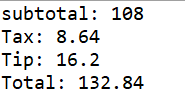 subtotal: 108
Tax: 8.64
Tip: 16.2
Total: 132.84